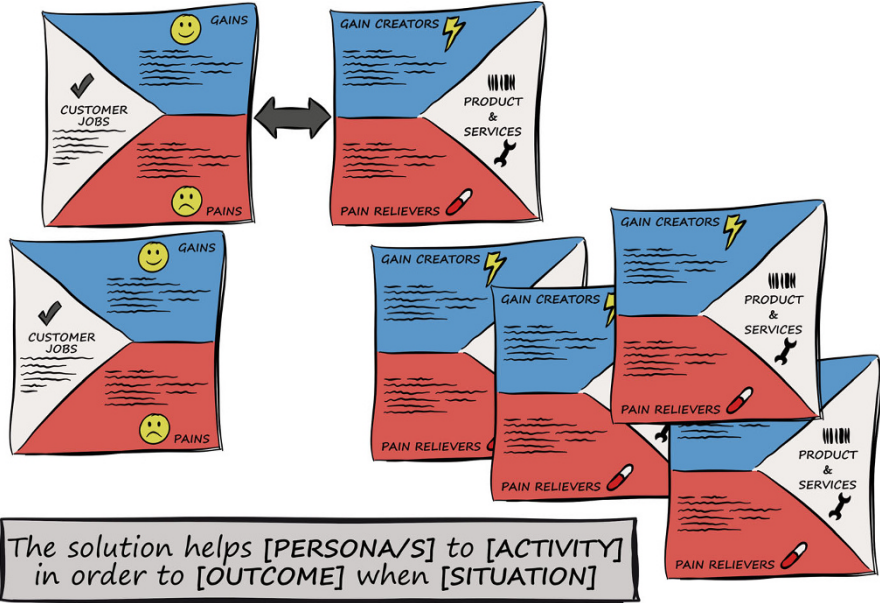 GAINS
CUSTOMER
JOBS
PAINS
GAIN CREATORS
PRODUCT
&
SERVICES
PAIN RELIEVERS
GAINS
CUSTOMER
JOBS
PAINS
GAIN CREATORS
PAIN RELIEVERS
GAIN CREATORS
PAIN RELIEVERS
GAIN CREATORS
PRODUCT
&
SERVICES
PAIN RELIEVERS
PRODUCT
&
SERVICES
PAIN RELIEVERS
The solution helps [PERSONA/S] to [ACTIVITY]
in order to [OUTCOME] when [SITUATION]